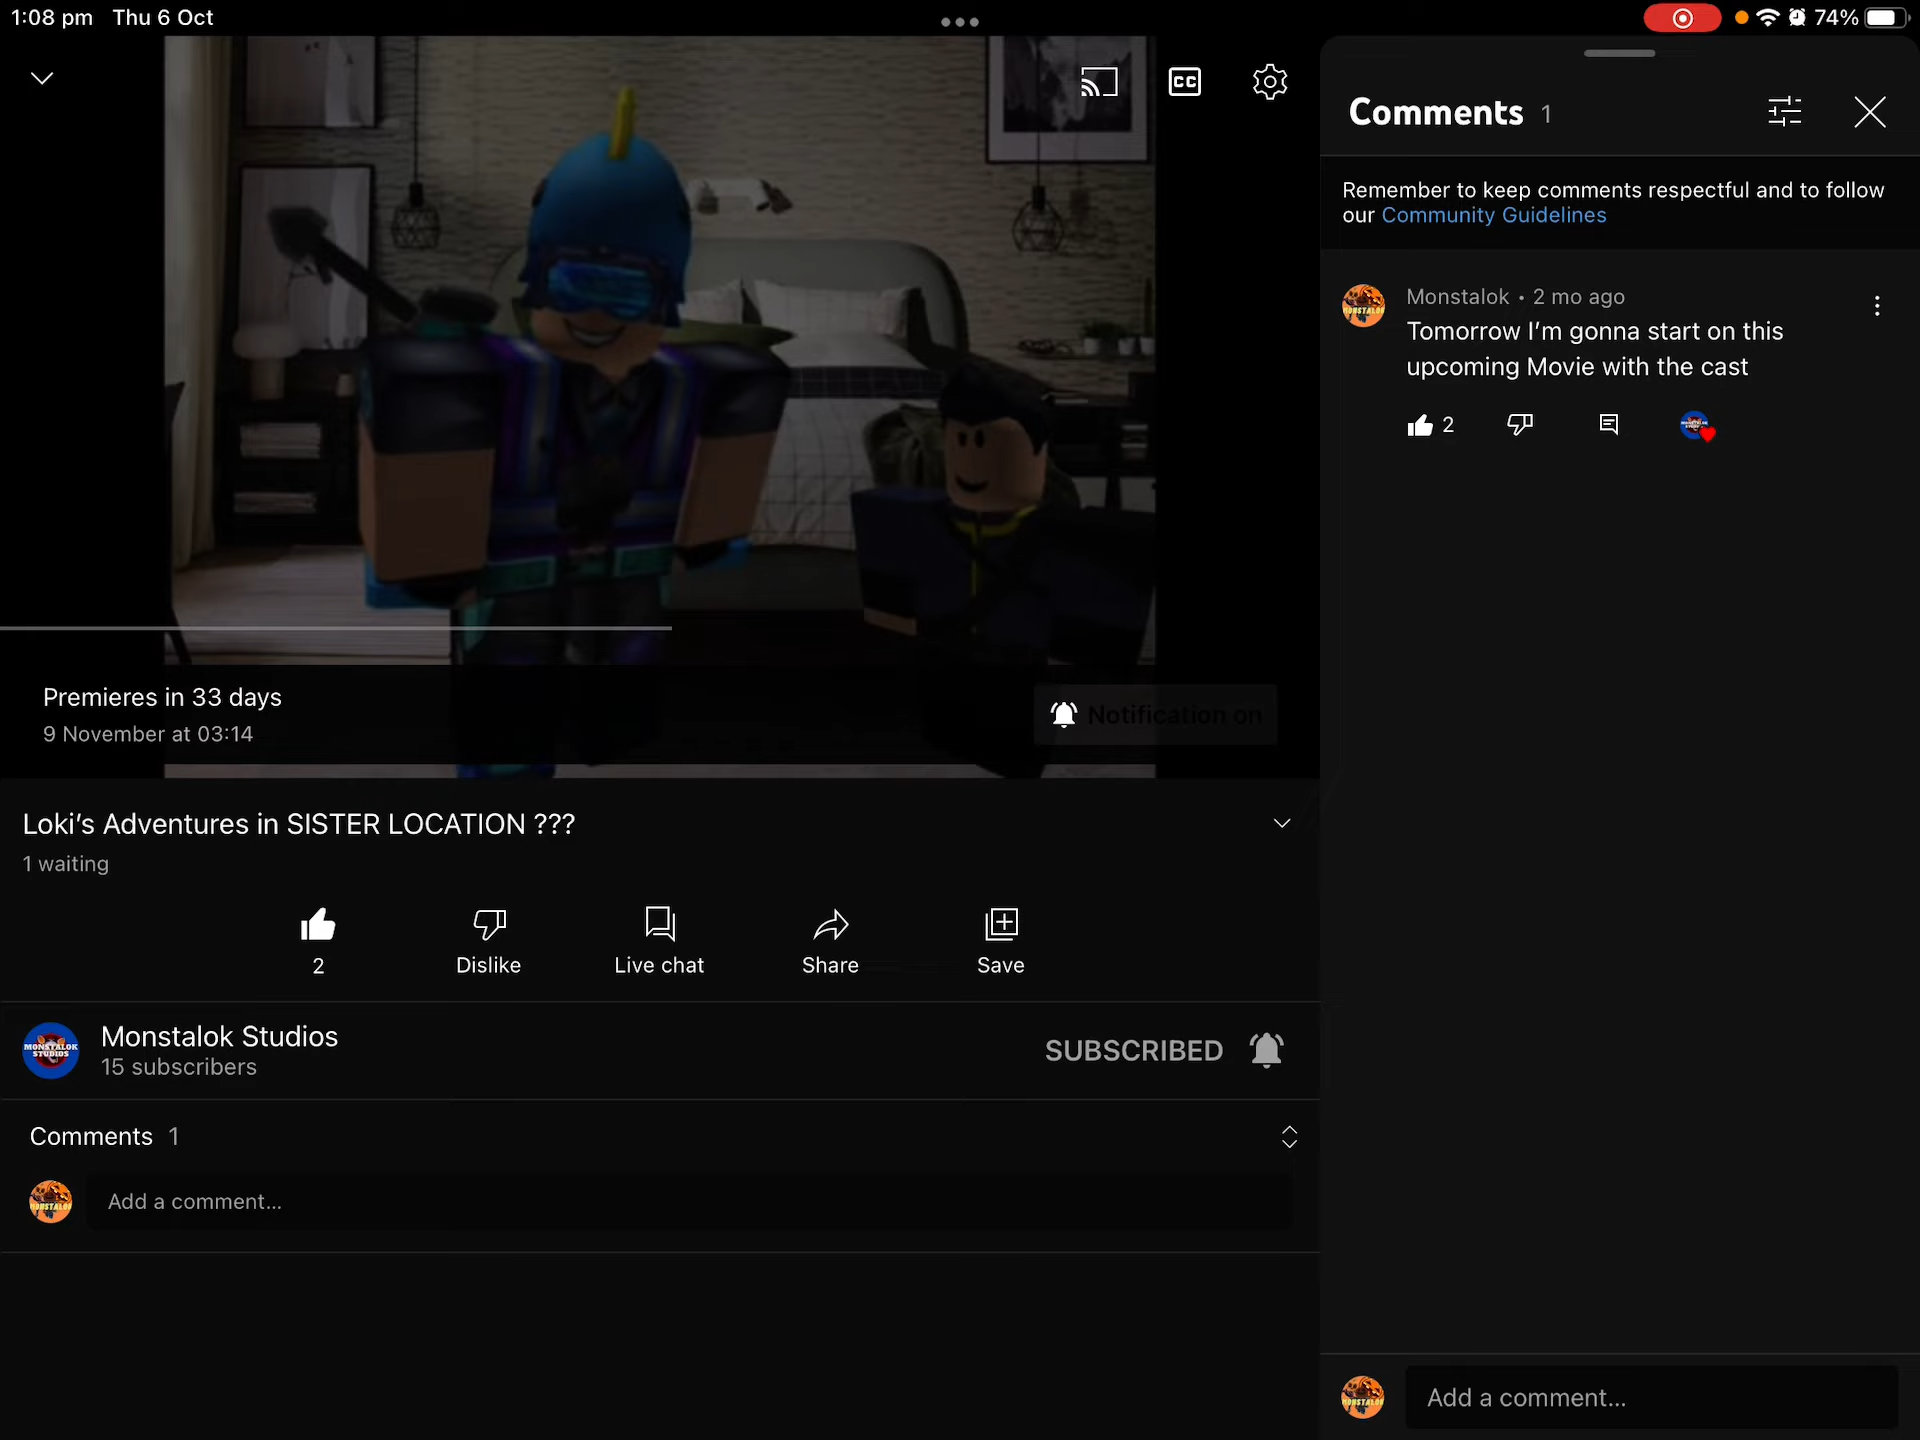 1:08 pm Thu 6 Oct
74%
CC
Premieres in 33 days
9 November at 03:14
Notification on
Loki's Adventures in SISTER LOCATION ???
1 waiting
2
Dislike
Live chat
Share
Save
MONSTALOK
STUDIOS
Monstalok Studios
15 subscribers
SUBSCRIBED
Comments 1
Add a comment...
Comments 1
Remember to keep comments respectful and to follow
our Community Guidelines
Monstalok • 2 mo ago
Tomorrow I’m gonna start on this
upcoming Movie with the cast
2
Add a comment...